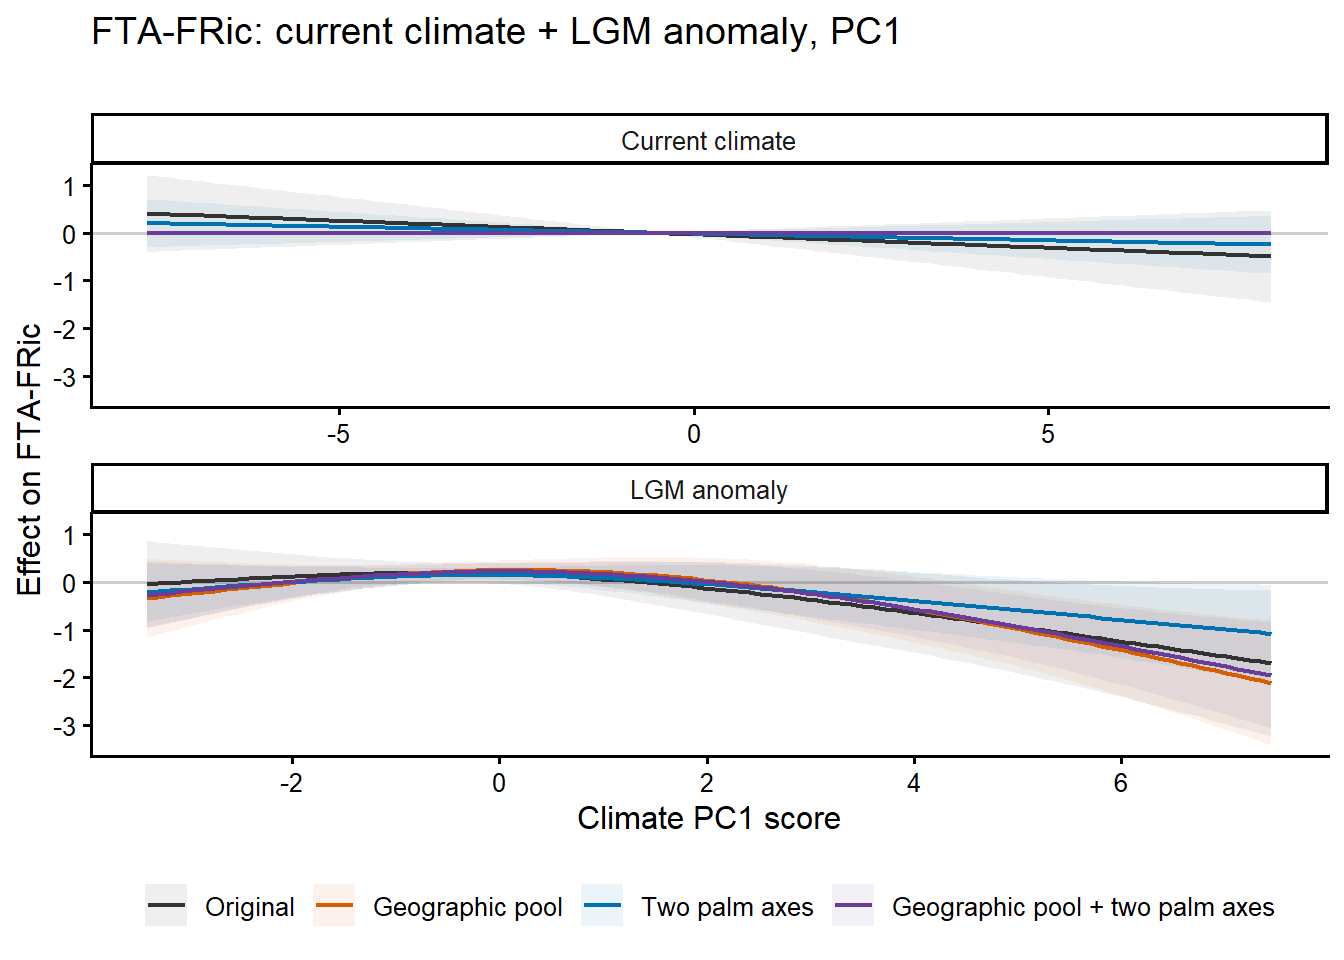 FTA-FRic: current climate + LGM anomaly, PC1
Current climate
1
0
-1
-2
-3
-5
0
5
Effect on FTA-FRic
LGM anomaly
1
0
-1
-2
-3
-2
0
2
4
6
Climate PC1 score
Original
Geographic pool
Two palm axes
Geographic pool + two palm axes